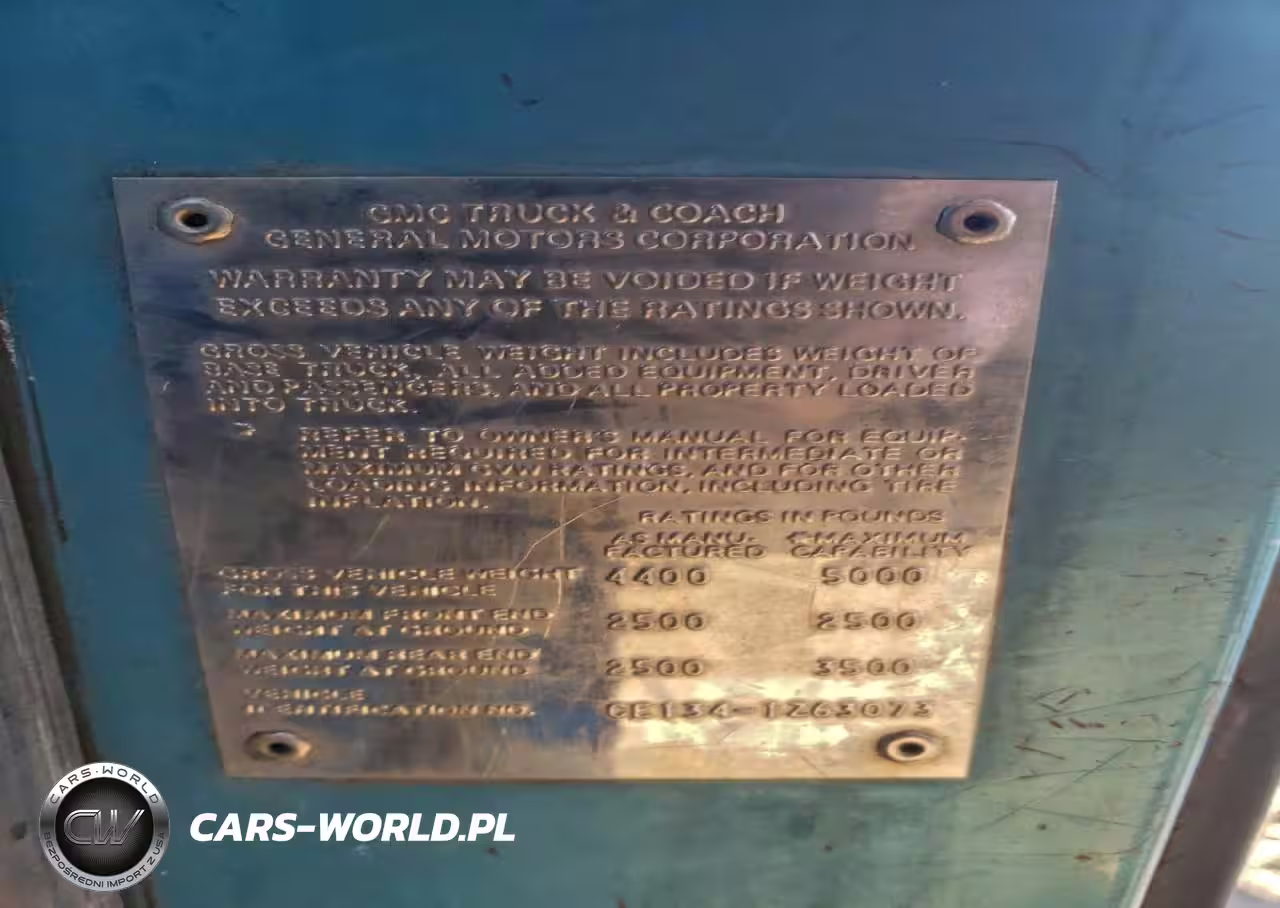 GMC TRUCK & COACH
GENERAL MOTORS CORPORATION
WARRANTY MAY BE VOIDED IF WEIGHT
EXCEEDS ANY OF THE RATINGS SHOWN.
GROSS VEHICLE WEIGHT INCLUDES WEIGHT OF
BASE TRUCK, ALL ADDED EQUIPMENT, DRIVER
AND PASSENGERS, AND ALL PROPERTY LOADED
INTO TRUCK.
REFER TO OWNER'S MANUAL FOR EQUIP-
MENT REQUIRED FOR INTERMEDIATE OR
MAXIMUM GVW RATINGS, AND FOR OTHER
LOADING INFORMATION, INCLUDING TIRE
INFLATION.
RATINGS IN POUNDS
AS MANU- *MAXIMUM
FACTURED CAPABILITY
GROSS VEHICLE WEIGHT 4400 5000
FOR THIS VEHICLE
MAXIMUM FRONT END 2500 2500
WEIGHT AT GROUND
MAXIMUM REAR END 2500 3500
WEIGHT AT GROUND
VEHICLE
IDENTIFICATION NO. CE134-1Z63073
CARS-WORLD
CW
BEZPOŚREDNI IMPORT Z USA
CARS-WORLD.PL